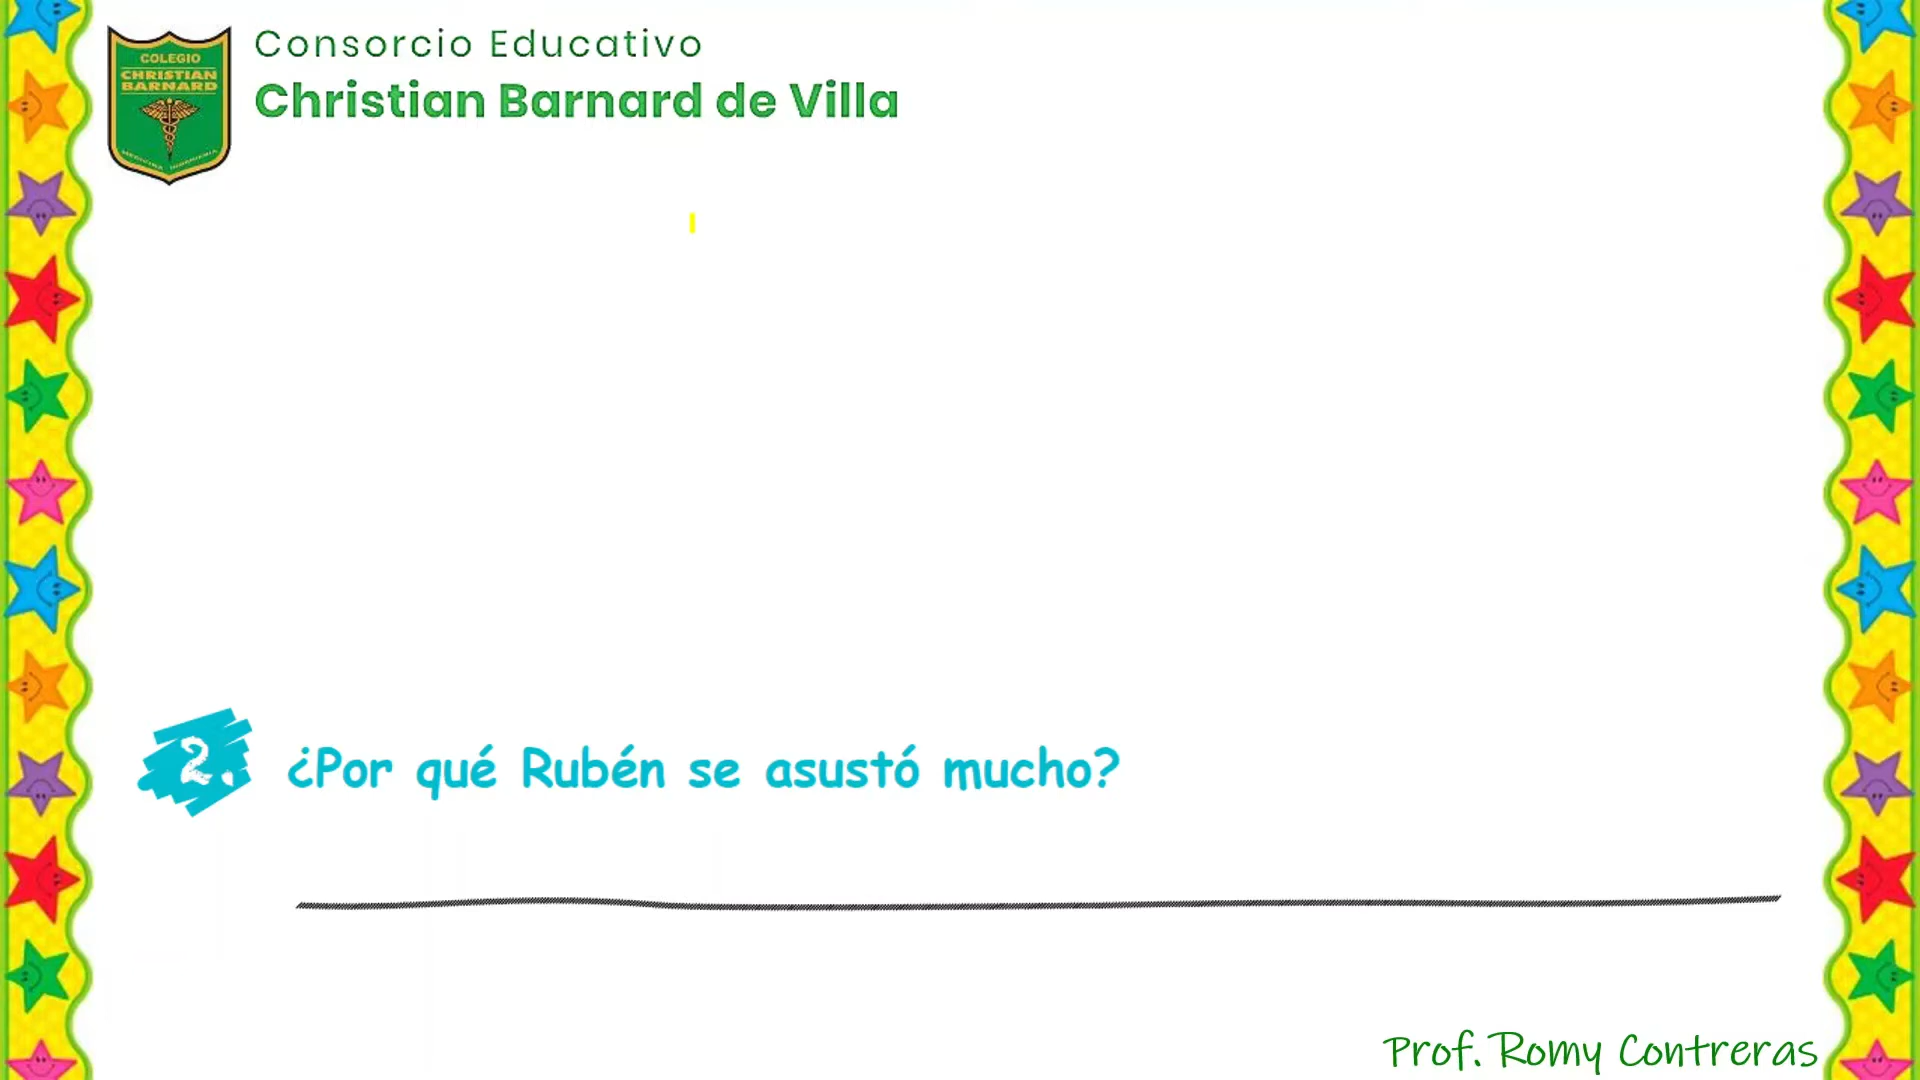 COLEGIO
CHRISTIAN
BARNARD
Consorcio Educativo
Christian Barnard de Villa
2. ¿Por qué Rubén se asustó mucho?
Prof. Romy Contreras